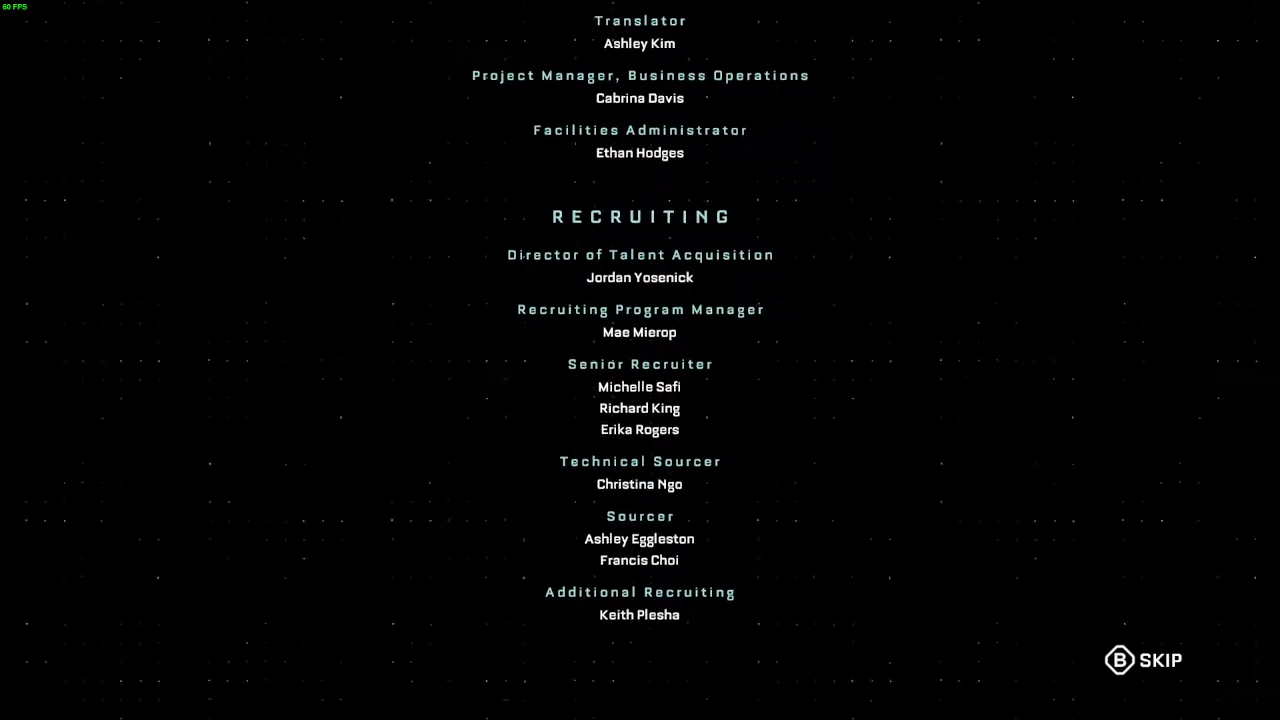 60 FPS
Translator
Ashley Kim
Project Manager, Business Operations
Cabrina Davis
Facilities Administrator
Ethan Hodges
RECRUITING
Director of Talent Acquisition
Jordan Yosenick
Recruiting Program Manager
Mae Mierop
Senior Recruiter
Michelle Safi
Richard King
Erika Rogers
Technical Sourcer
Christina Ngo
Sourcer
Ashley Eggleston
Francis Choi
Additional Recruiting
Keith Plesha
B SKIP